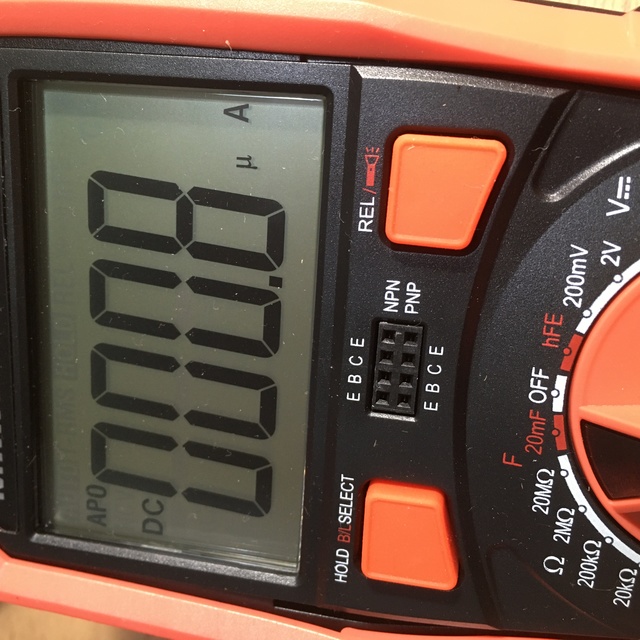 APO
DC 000.8 μ A
HOLD B/L SELECT
E B C E
NPN
PNP
E B C E
REL/
F
20mF
OFF
hFE
20MΩ
Ω
2MΩ
200kΩ
20kΩ
200mV
2V
V